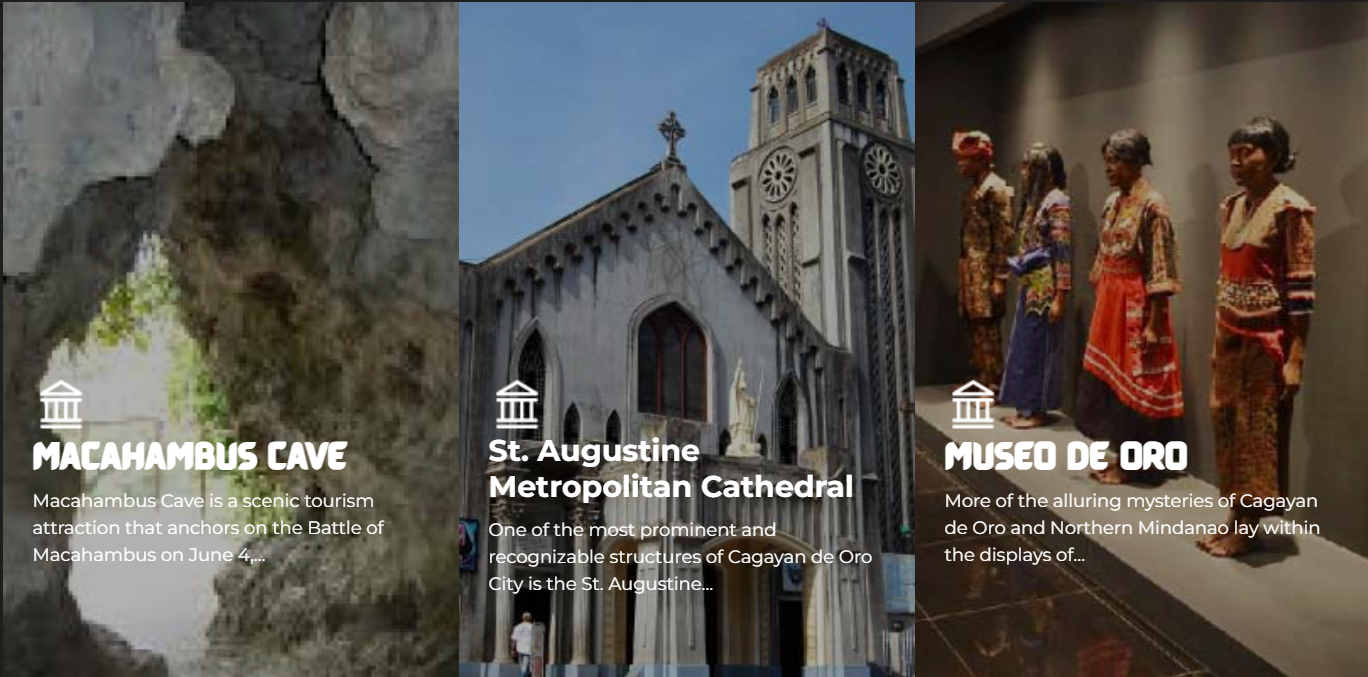 MACAHAMBUS CAVE
Macahambus Cave is a scenic tourism
attraction that anchors on the Battle of
Macahambus on June 4,...
St. Augustine
Metropolitan Cathedral
One of the most prominent and
recognizable structures of Cagayan de Oro
City is the St. Augustine...
MUSEO DE ORO
More of the alluring mysteries of Cagayan
de Oro and Northern Mindanao lay within
the displays of...